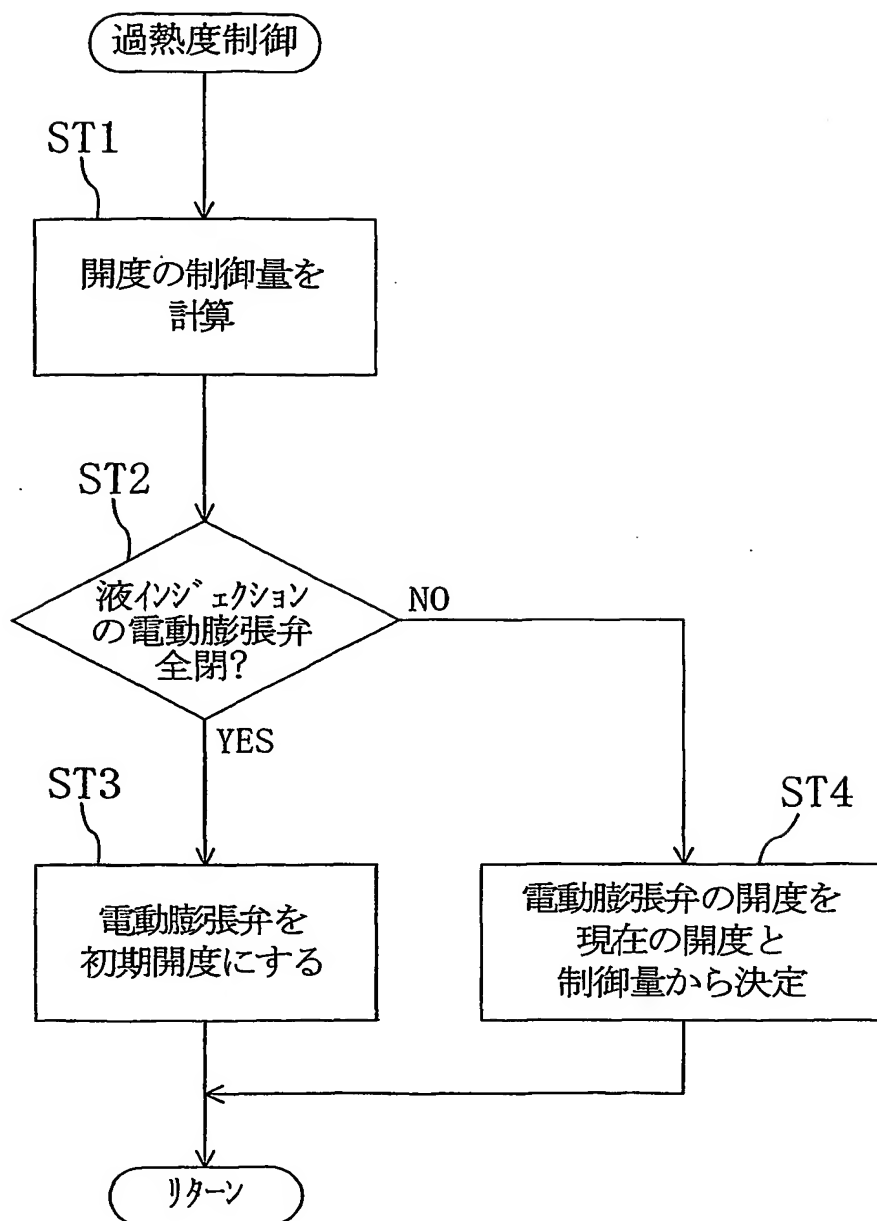 過熱度制御
ST1
開度の制御量を
計算
ST2
液ｲﾝｼﾞｪｸｼｮﾝ
の電動膨張弁
全閉?
NO
YES
ST3
電動膨張弁を
初期開度にする
ST4
電動膨張弁の開度を
現在の開度と
制御量から決定
ﾘﾀｰﾝ